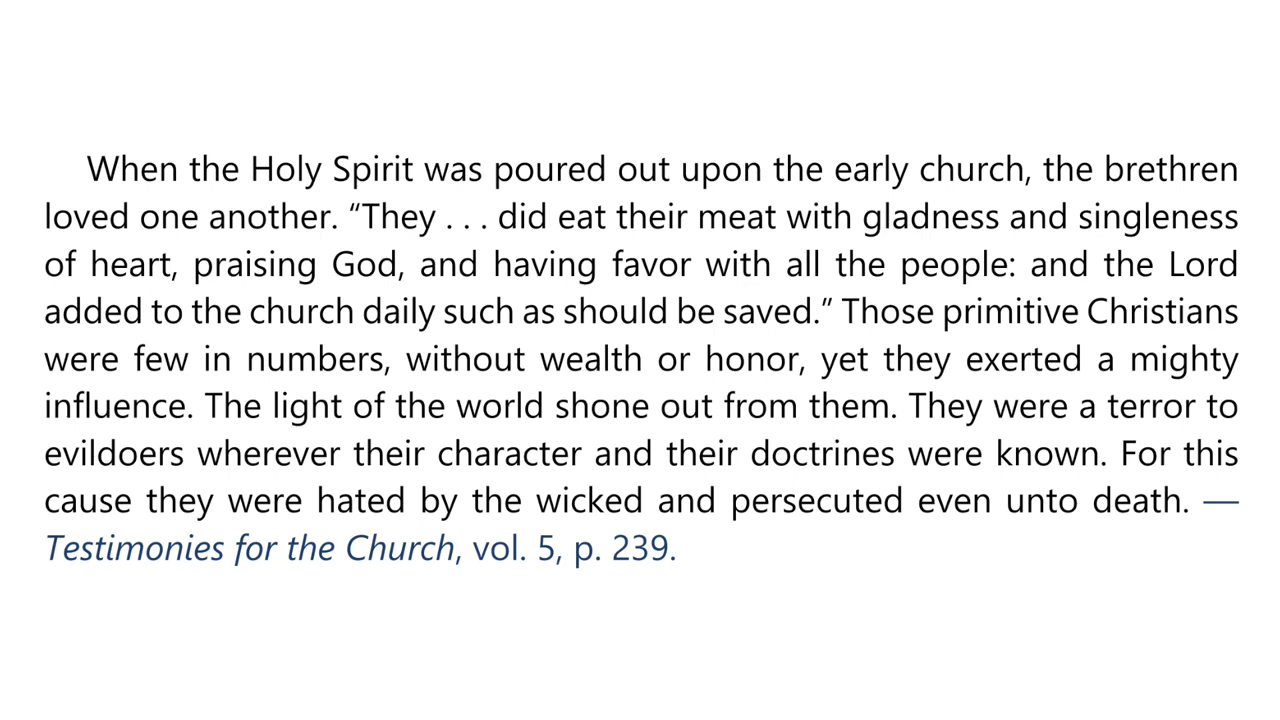 When the Holy Spirit was poured out upon the early church, the brethren
loved one another. “They . . . did eat their meat with gladness and singleness
of heart, praising God, and having favor with all the people: and the Lord
added to the church daily such as should be saved.” Those primitive Christians
were few in numbers, without wealth or honor, yet they exerted a mighty
influence. The light of the world shone out from them. They were a terror to
evildoers wherever their character and their doctrines were known. For this
cause they were hated by the wicked and persecuted even unto death. —
Testimonies for the Church, vol. 5, p. 239.